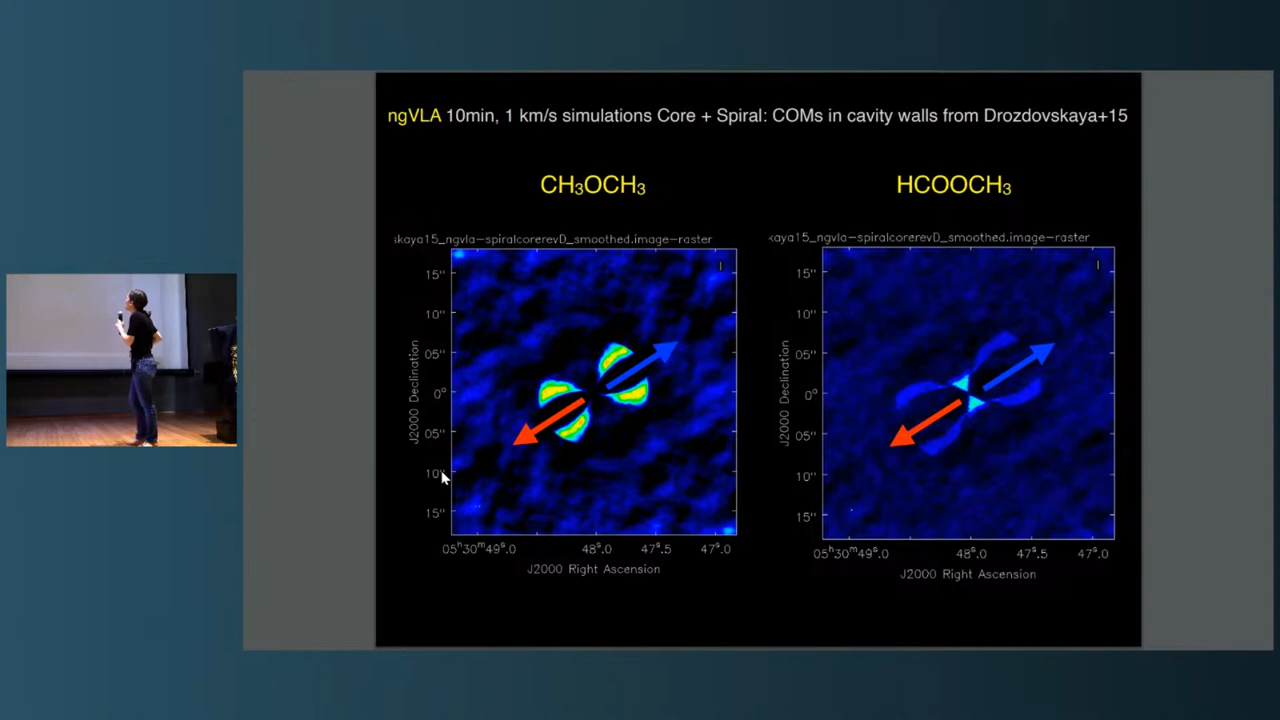 ngVLA 10min, 1 km/s simulations Core + Spiral: COMs in cavity walls from Drozdovskaya+15
CH₃OCH₃
HCOOCH₃
skaya15_ngvla-spiralcorerevD_smoothed.image-raster
kaya15_ngvla-spiralcorerevD_smoothed.image-raster
15"
10"
05"
0°
05"
10"
15"
J2000 Declination
05ʰ30ᵐ49ˢ.0
48ˢ.0
47ˢ.5
47ˢ.0
J2000 Right Ascension
15"
10"
05"
0°
05"
10"
15"
J2000 Declination
05ʰ30ᵐ49ˢ.0
48ˢ.0
47ˢ.5
47ˢ.0
J2000 Right Ascension